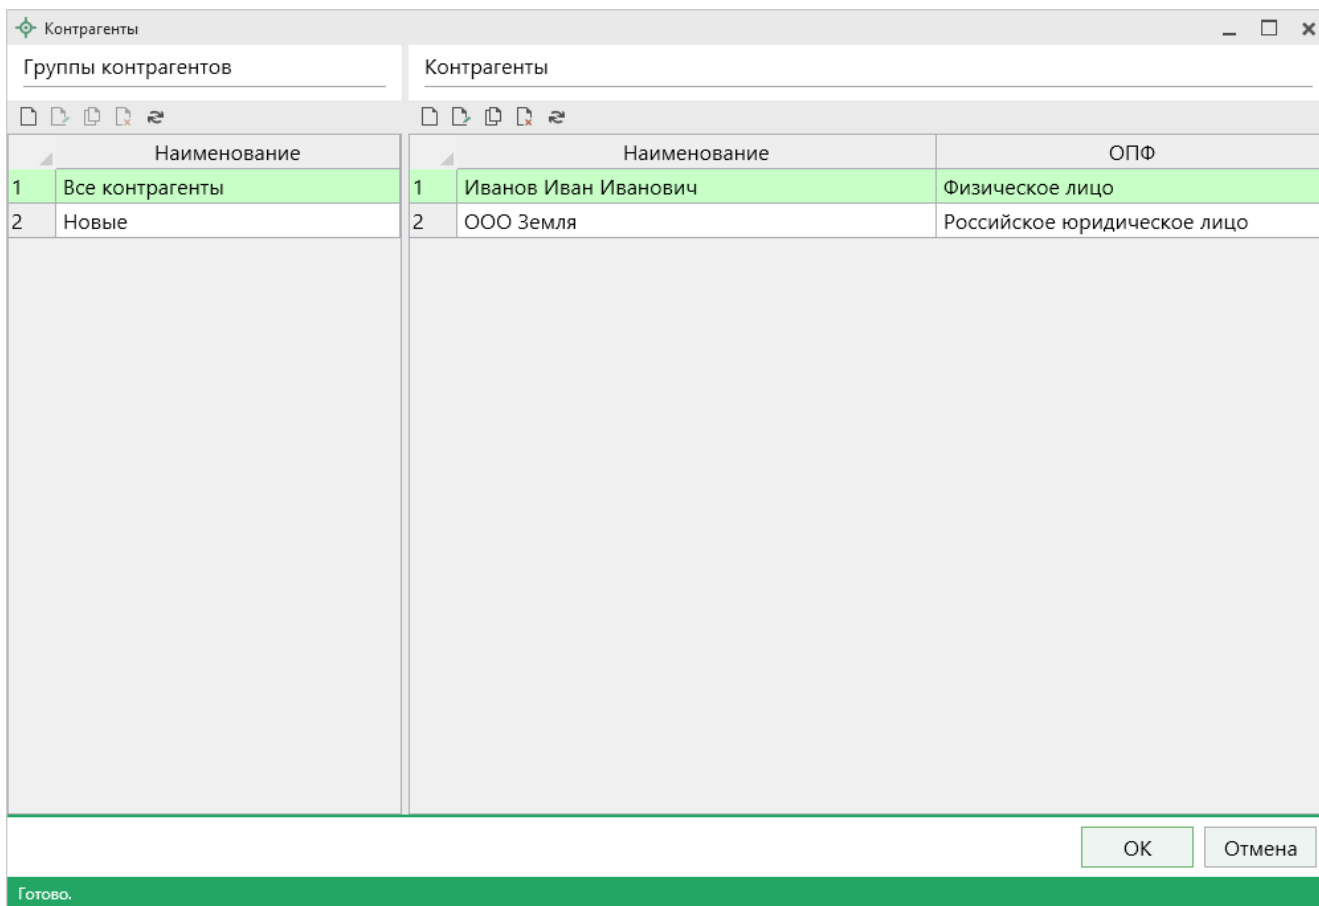 Контрагенты
Группы контрагентов
Контрагенты
Наименование
1 Все контрагенты
2 Новые
Наименование ОПФ
1 Иванов Иван Иванович Физическое лицо
2 ООО Земля Российское юридическое лицо
ОК Отмена
Готово.